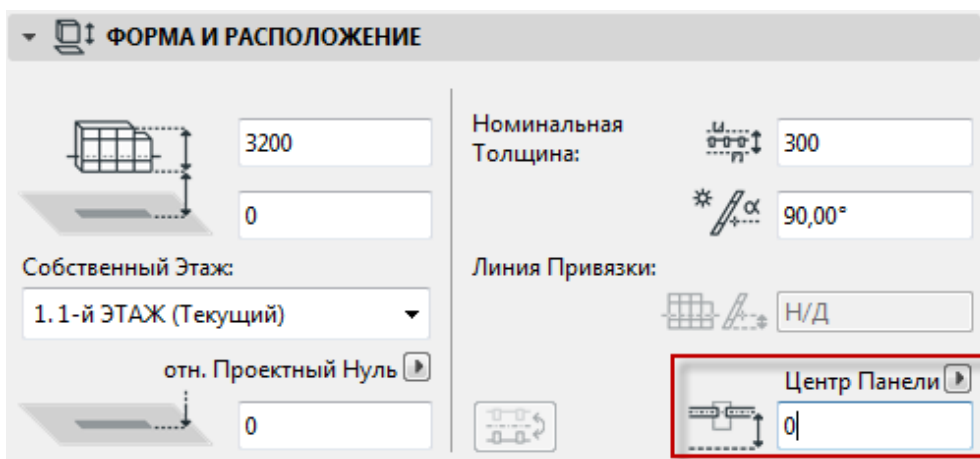 ФОРМА И РАСПОЛОЖЕНИЕ
3200
0
Собственный Этаж:
1. 1-й ЭТАЖ (Текущий)
отн. Проектный Нуль
0
Номинальная
Толщина:
300
α
90,00°
Линия Привязки:
Н/Д
Центр Панели
0